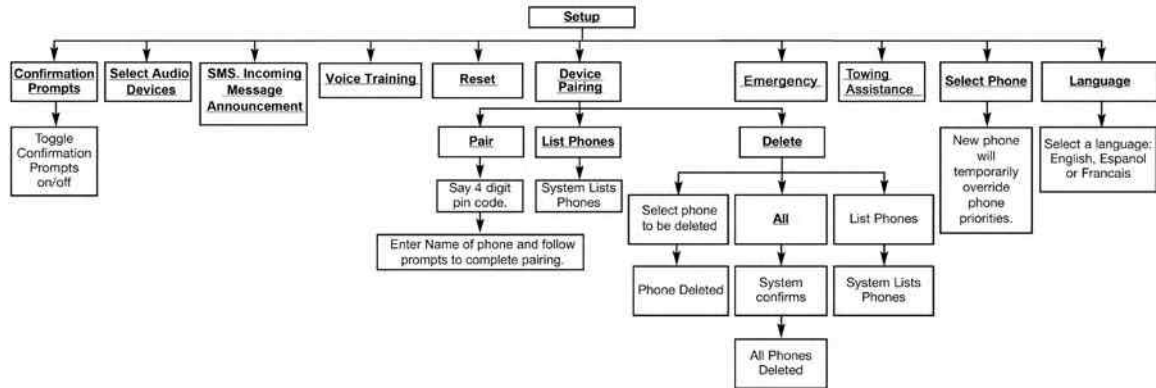 Setup
Confirmation
Prompts
Select Audio
Devices
SMS. Incoming
Message
Announcement
Voice Training
Reset
Device
Pairing
Emergency
Towing
Assistance
Select Phone
Language
Toggle
Confirmation
Prompts
on/off
Pair
List Phones
Delete
New phone
will
temporarily
override
phone
priorities.
Select a language:
English, Espanol
or Francais
Say 4 digit
pin code.
System Lists
Phones
Select phone
to be deleted
All
List Phones
Enter Name of phone and follow
prompts to complete pairing.
Phone Deleted
System
confirms
System Lists
Phones
All Phones
Deleted